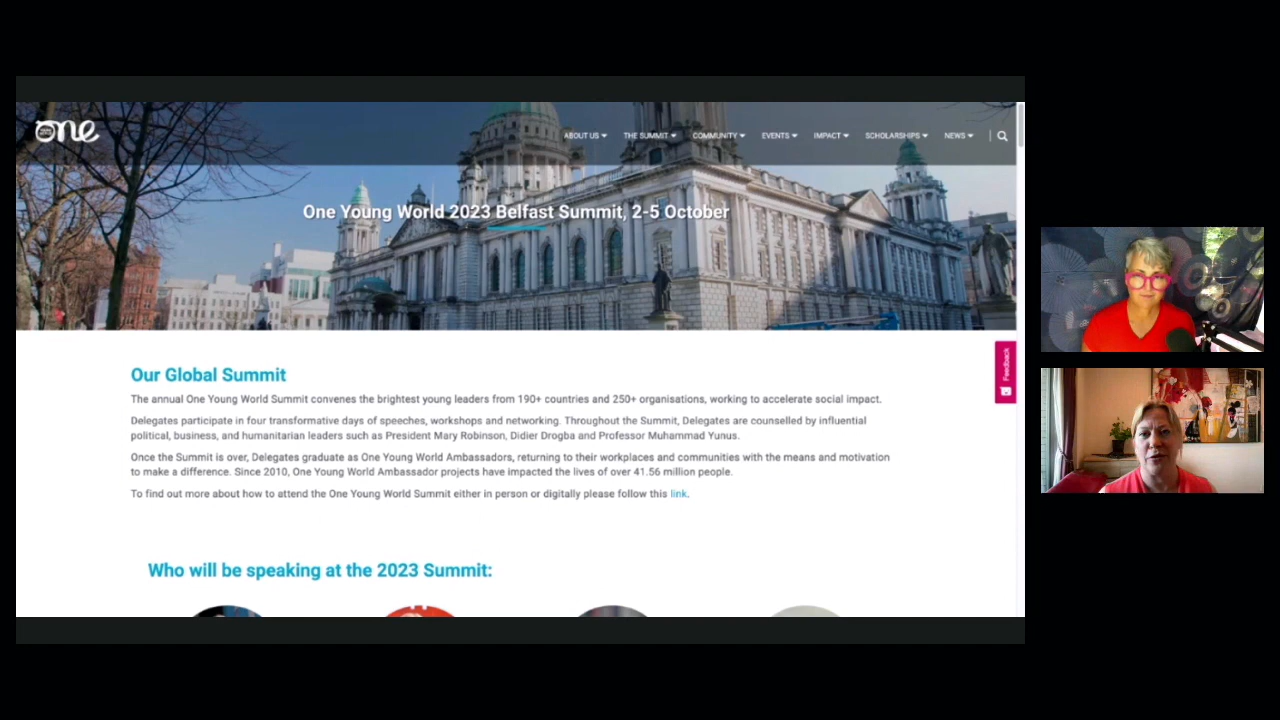 one
ABOUT US
THE SUMMIT
COMMUNITY
EVENTS
IMPACT
SCHOLARSHIPS
NEWS
One Young World 2023 Belfast Summit, 2-5 October
Feedback
Our Global Summit
The annual One Young World Summit convenes the brightest young leaders from 190+ countries and 250+ organisations, working to accelerate social impact.
Delegates participate in four transformative days of speeches, workshops and networking. Throughout the Summit, Delegates are counselled by influential
political, business, and humanitarian leaders such as President Mary Robinson, Didier Drogba and Professor Muhammad Yunus.
Once the Summit is over, Delegates graduate as One Young World Ambassadors, returning to their workplaces and communities with the means and motivation
to make a difference. Since 2010, One Young World Ambassador projects have impacted the lives of over 41.56 million people.
To find out more about how to attend the One Young World Summit either in person or digitally please follow this link.
Who will be speaking at the 2023 Summit: